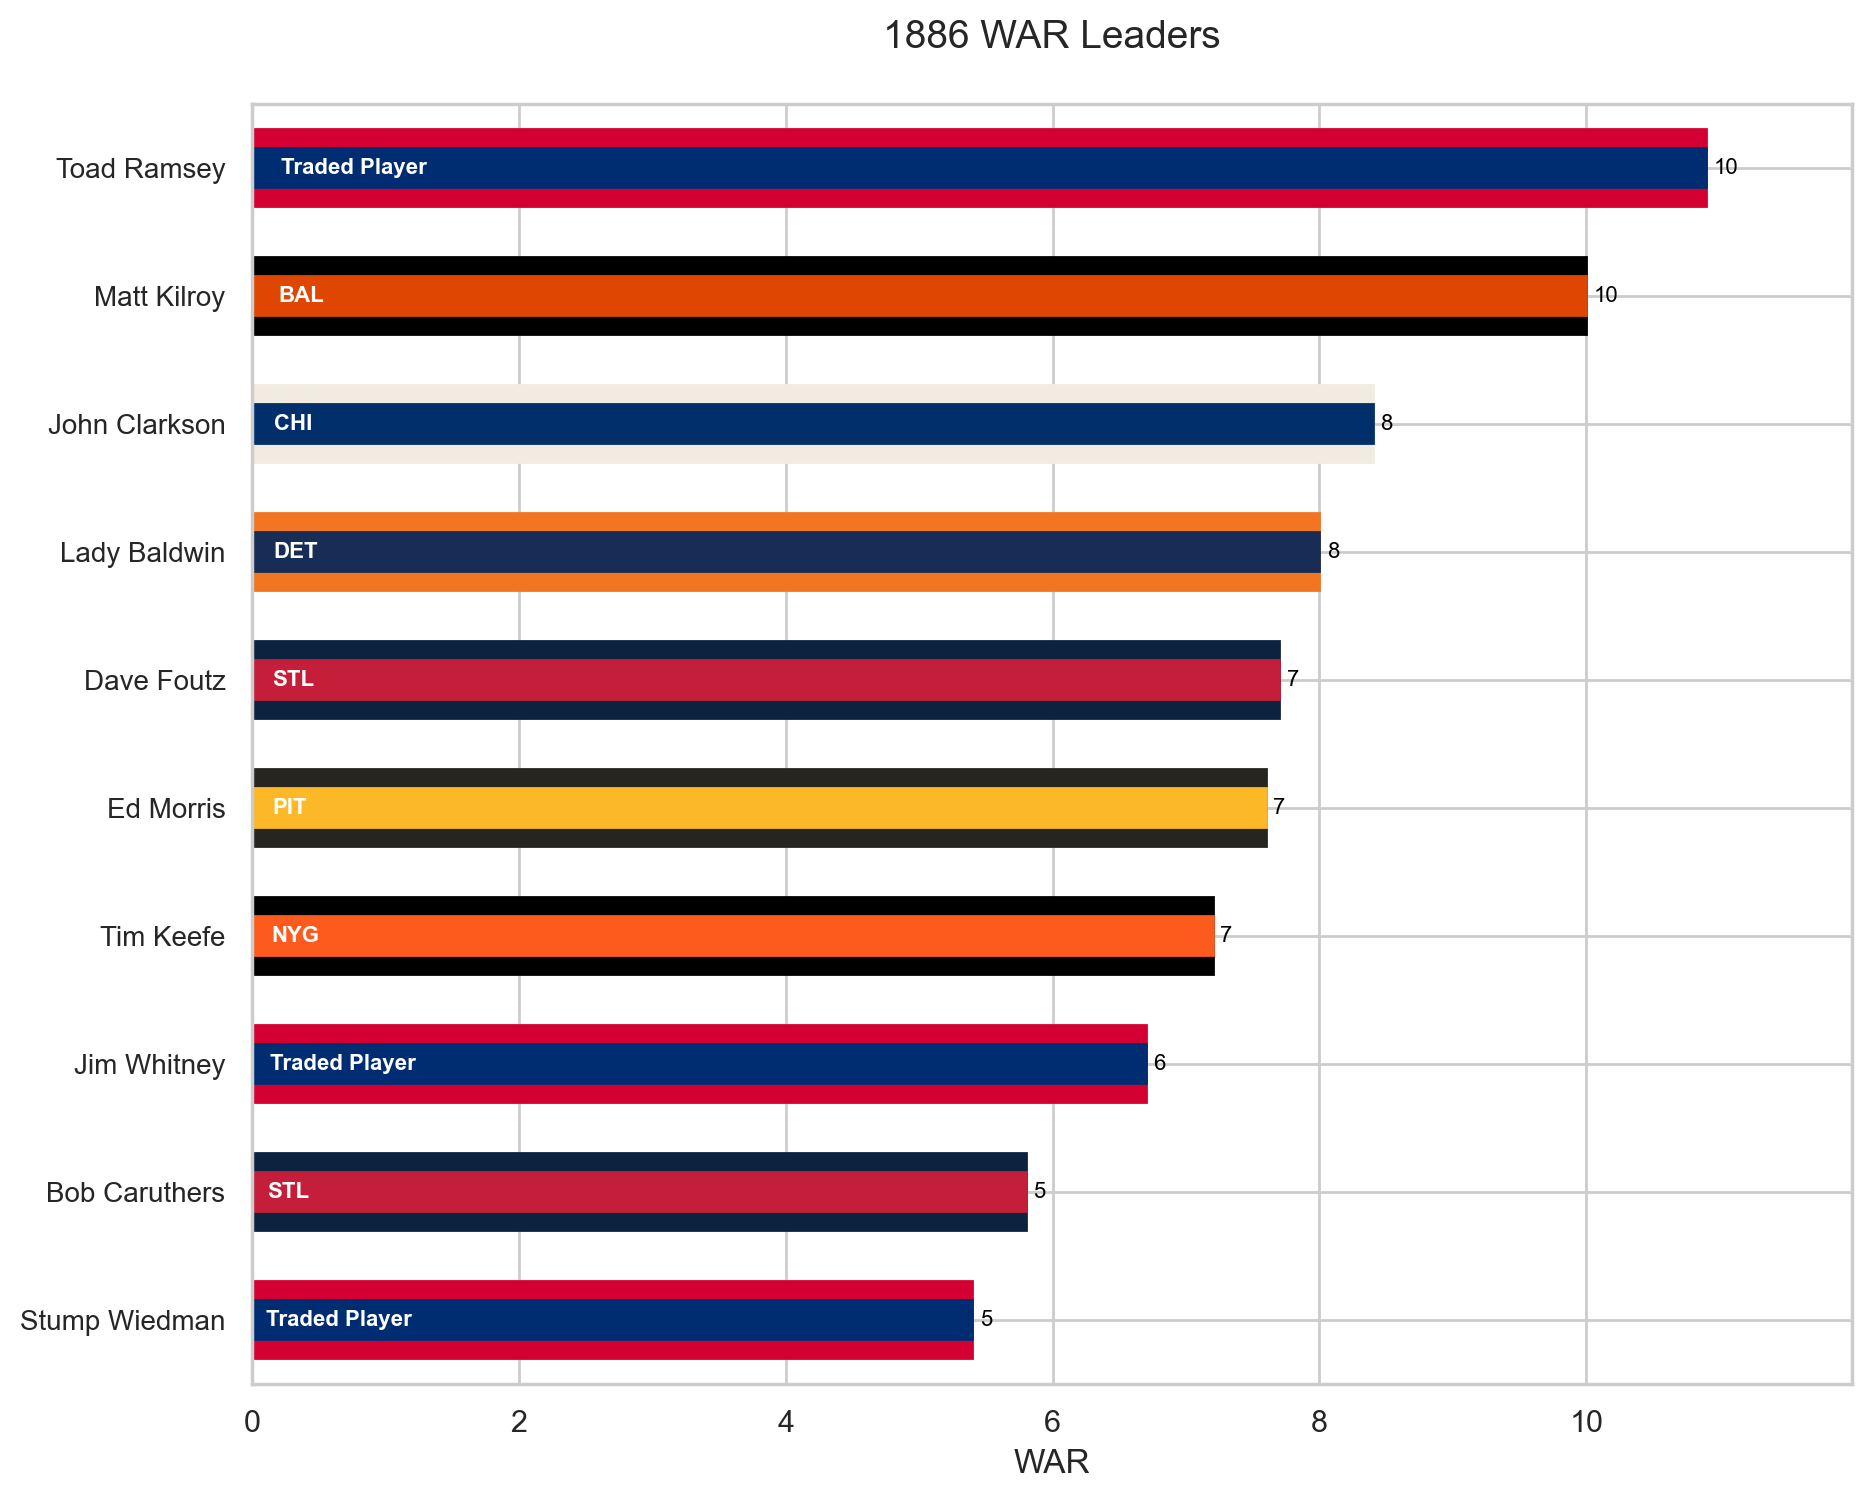 1886 WAR Leaders
Toad Ramsey Traded Player 10
Matt Kilroy BAL 10
John Clarkson CHI 8
Lady Baldwin DET 8
Dave Foutz STL 7
Ed Morris PIT 7
Tim Keefe NYG 7
Jim Whitney Traded Player 6
Bob Caruthers STL 5
Stump Wiedman Traded Player 5
0 2 4 6 8 10
WAR